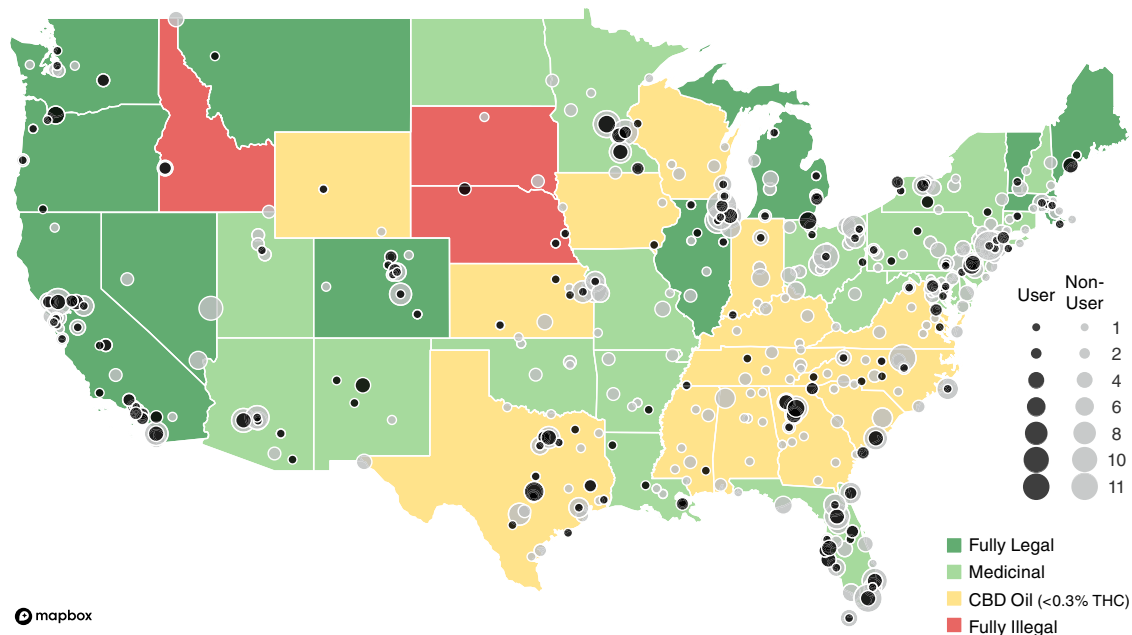 User
Non-
User
1
2
4
6
8
10
11
Fully Legal
Medicinal
CBD Oil (<0.3% THC)
Fully Illegal
mapbox